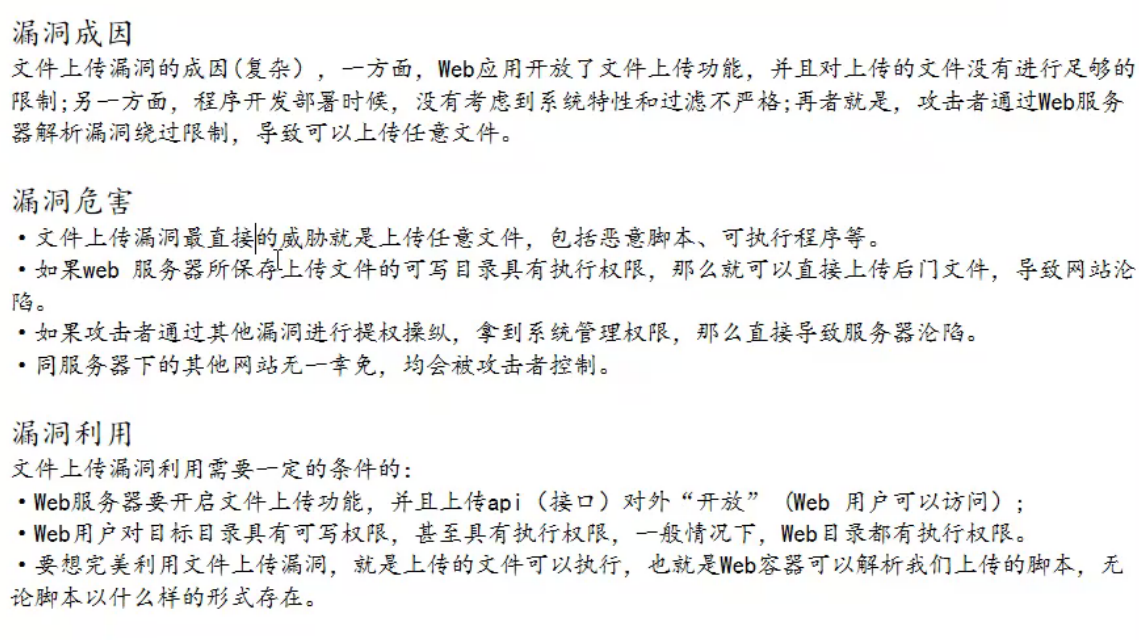 漏洞成因
文件上传漏洞的成因(复杂），一方面，Web应用开放了文件上传功能，并且对上传的文件没有进行足够的
限制;另一方面，程序开发部署时候，没有考虑到系统特性和过滤不严格;再者就是，攻击者通过Web服务
器解析漏洞绕过限制，导致可以上传任意文件。
漏洞危害
·文件上传漏洞最直接的威胁就是上传任意文件，包括恶意脚本、可执行程序等。
·如果web 服务器所保存上传文件的可写目录具有执行权限，那么就可以直接上传后门文件，导致网站沦
陷。
·如果攻击者通过其他漏洞进行提权操纵，拿到系统管理权限，那么直接导致服务器沦陷。
·同服务器下的其他网站无一幸免，均会被攻击者控制。
漏洞利用
文件上传漏洞利用需要一定的条件的:
·Web服务器要开启文件上传功能，并且上传api（接口）对外“开放”（Web 用户可以访问）;
·Web用户对目标目录具有可写权限，甚至具有执行权限，一般情况下，Web目录都有执行权限。
·要想完美利用文件上传漏洞，就是上传的文件可以执行，也就是Web容器可以解析我们上传的脚本，无
论脚本以什么样的形式存在。